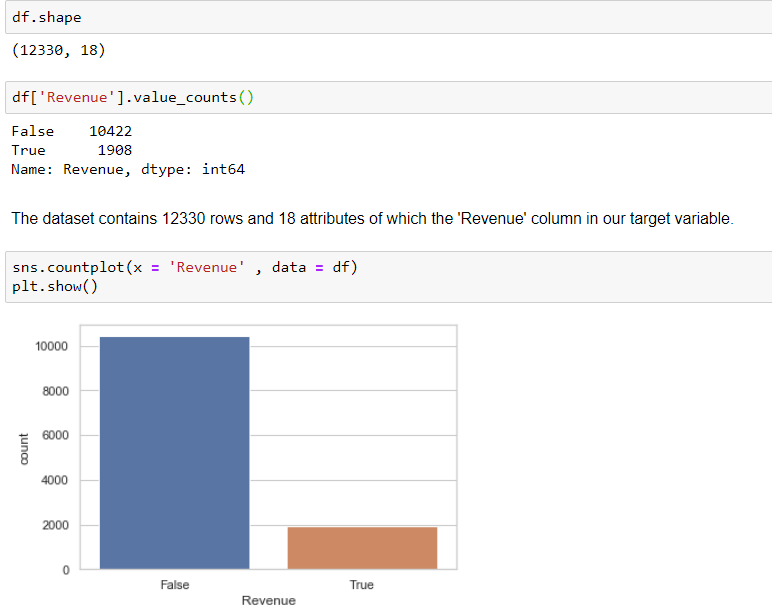 df.shape
(12330, 18)
df['Revenue'].value_counts()
False    10422
True      1908
Name: Revenue, dtype: int64
The dataset contains 12330 rows and 18 attributes of which the 'Revenue' column in our target variable.
sns.countplot(x = 'Revenue' , data = df)
plt.show()
10000
8000
6000
4000
2000
0
count
False
True
Revenue